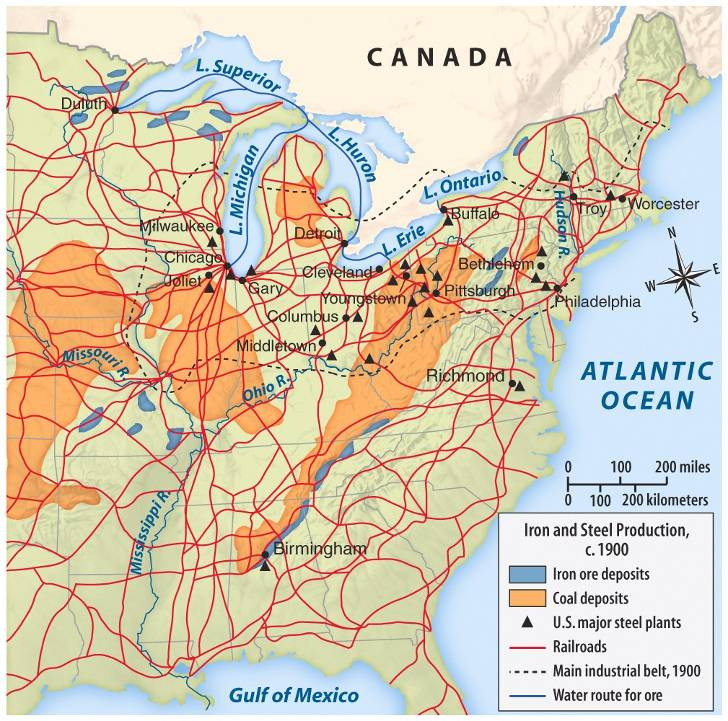 CANADA
L. Superior
Duluth
L. Huron
L. Michigan
L. Ontario
Buffalo
Hudson R.
Troy
Worcester
Milwaukee
Detroit
L. Erie
Chicago
Cleveland
Bethlehem
Joliet
Gary
Youngstown
Pittsburgh
Philadelphia
Columbus
Middletown
Missouri R.
Ohio R.
Richmond
ATLANTIC
OCEAN
Mississippi R.
Birmingham
Gulf of Mexico
N
W
E
S
0 100 200 miles
0 100 200 kilometers
Iron and Steel Production,
c. 1900
Iron ore deposits
Coal deposits
U.S. major steel plants
Railroads
Main industrial belt, 1900
Water route for ore